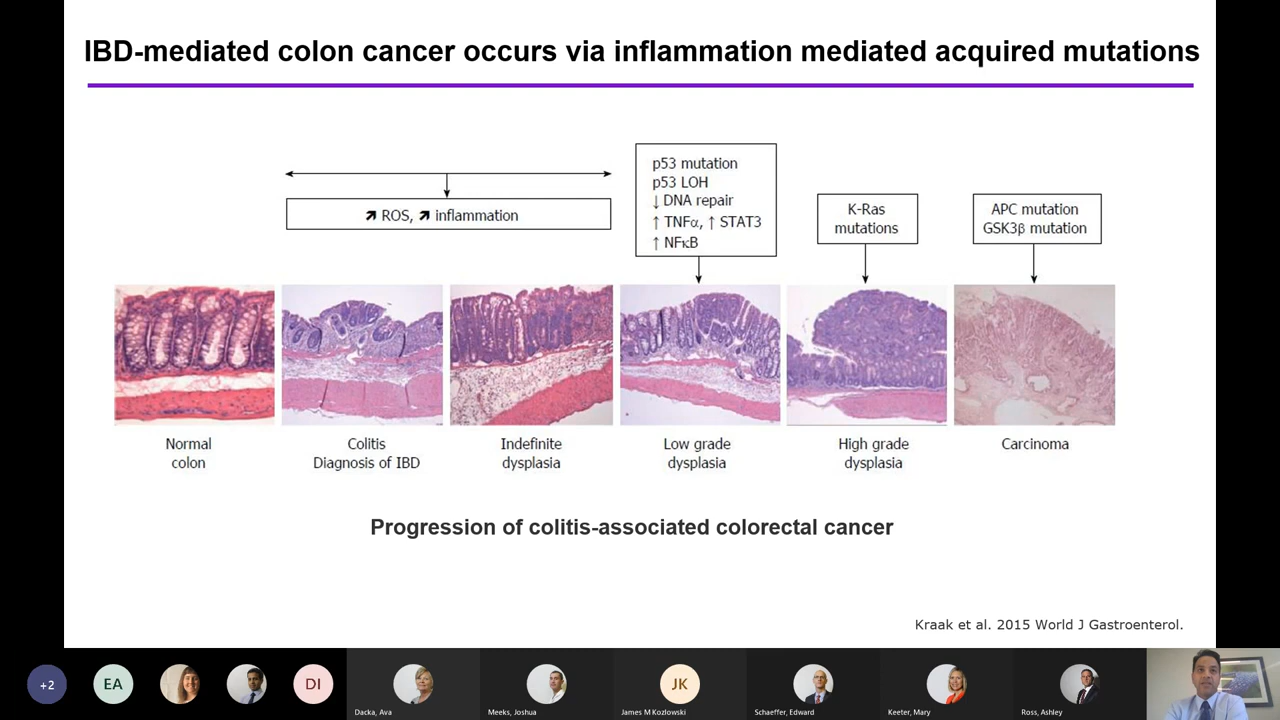 IBD-mediated colon cancer occurs via inflammation mediated acquired mutations
↗ ROS, ↗ inflammation
p53 mutation
p53 LOH
↓ DNA repair
↑ TNFα, ↑ STAT3
↑ NFκB
K-Ras
mutations
APC mutation
GSK3β mutation
Normal
colon
Colitis
Diagnosis of IBD
Indefinite
dysplasia
Low grade
dysplasia
High grade
dysplasia
Carcinoma
Progression of colitis-associated colorectal cancer
Kraak et al. 2015 World J Gastroenterol.
+2
EA
DI
JK
Dacka, Ava
Meeks, Joshua
James M Kozlowski
Schaeffer, Edward
Keeter, Mary
Ross, Ashley